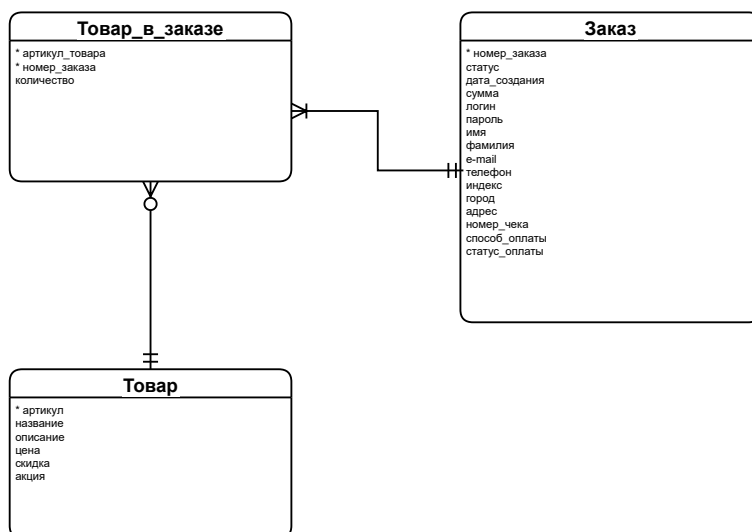 Товар_в_заказе
* артикул_товара
* номер_заказа
количество
Заказ
* номер_заказа
статус
дата_создания
сумма
логин
пароль
имя
фамилия
e-mail
телефон
индекс
город
адрес
номер_чека
способ_оплаты
статус_оплаты
Товар
* артикул
название
описание
цена
скидка
акция